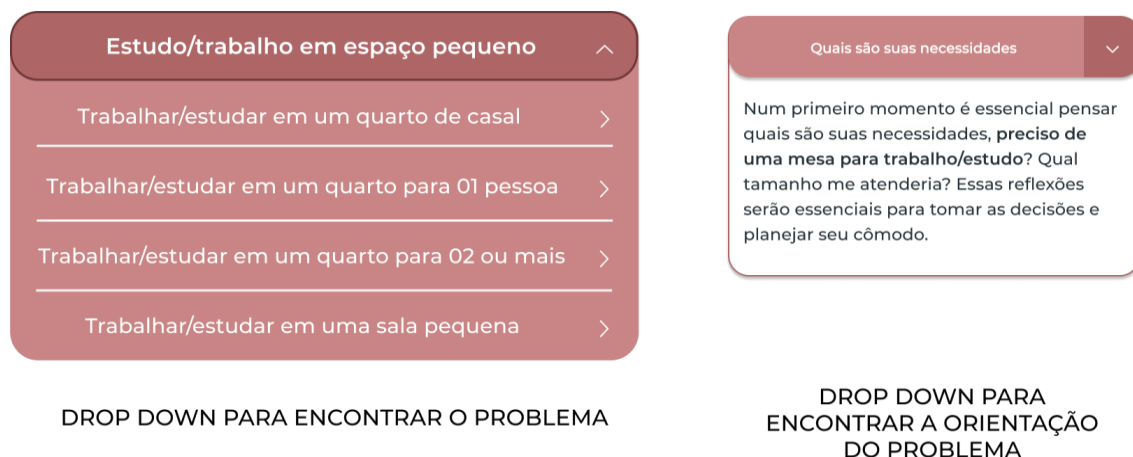 Estudo/trabalho em espaço pequeno
Trabalhar/estudar em um quarto de casal
Trabalhar/estudar em um quarto para 01 pessoa
Trabalhar/estudar em um quarto para 02 ou mais
Trabalhar/estudar em uma sala pequena
DROP DOWN PARA ENCONTRAR O PROBLEMA
Quais são suas necessidades
Num primeiro momento é essencial pensar
quais são suas necessidades, preciso de
uma mesa para trabalho/estudo? Qual
tamanho me atenderia? Essas reflexões
serão essenciais para tomar as decisões e
planejar seu cômodo.
DROP DOWN PARA
ENCONTRAR A ORIENTAÇÃO
DO PROBLEMA